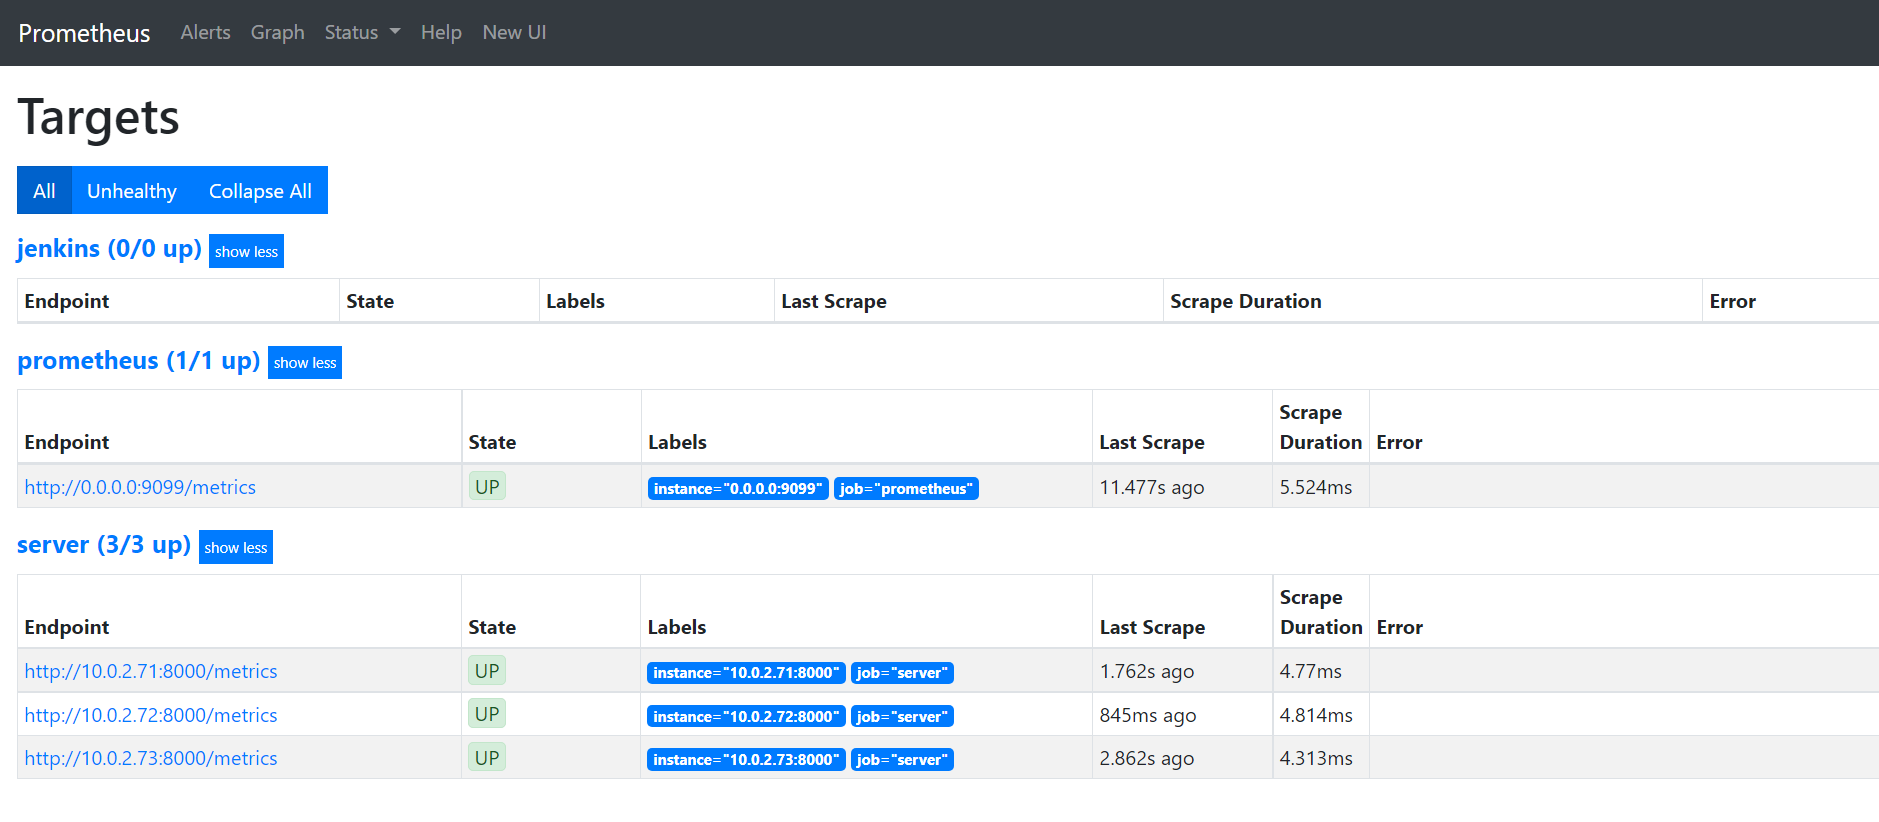 Prometheus Alerts Graph Status Help New UI
Targets
All Unhealthy Collapse All
jenkins (0/0 up) show less
Endpoint State Labels Last Scrape Scrape Duration Error
prometheus (1/1 up) show less
Endpoint State Labels Last Scrape Scrape Duration Error
http://0.0.0.0:9099/metrics UP instance="0.0.0.0:9099" job="prometheus" 11.477s ago 5.524ms
server (3/3 up) show less
Endpoint State Labels Last Scrape Scrape Duration Error
http://10.0.2.71:8000/metrics UP instance="10.0.2.71:8000" job="server" 1.762s ago 4.77ms
http://10.0.2.72:8000/metrics UP instance="10.0.2.72:8000" job="server" 845ms ago 4.814ms
http://10.0.2.73:8000/metrics UP instance="10.0.2.73:8000" job="server" 2.862s ago 4.313ms